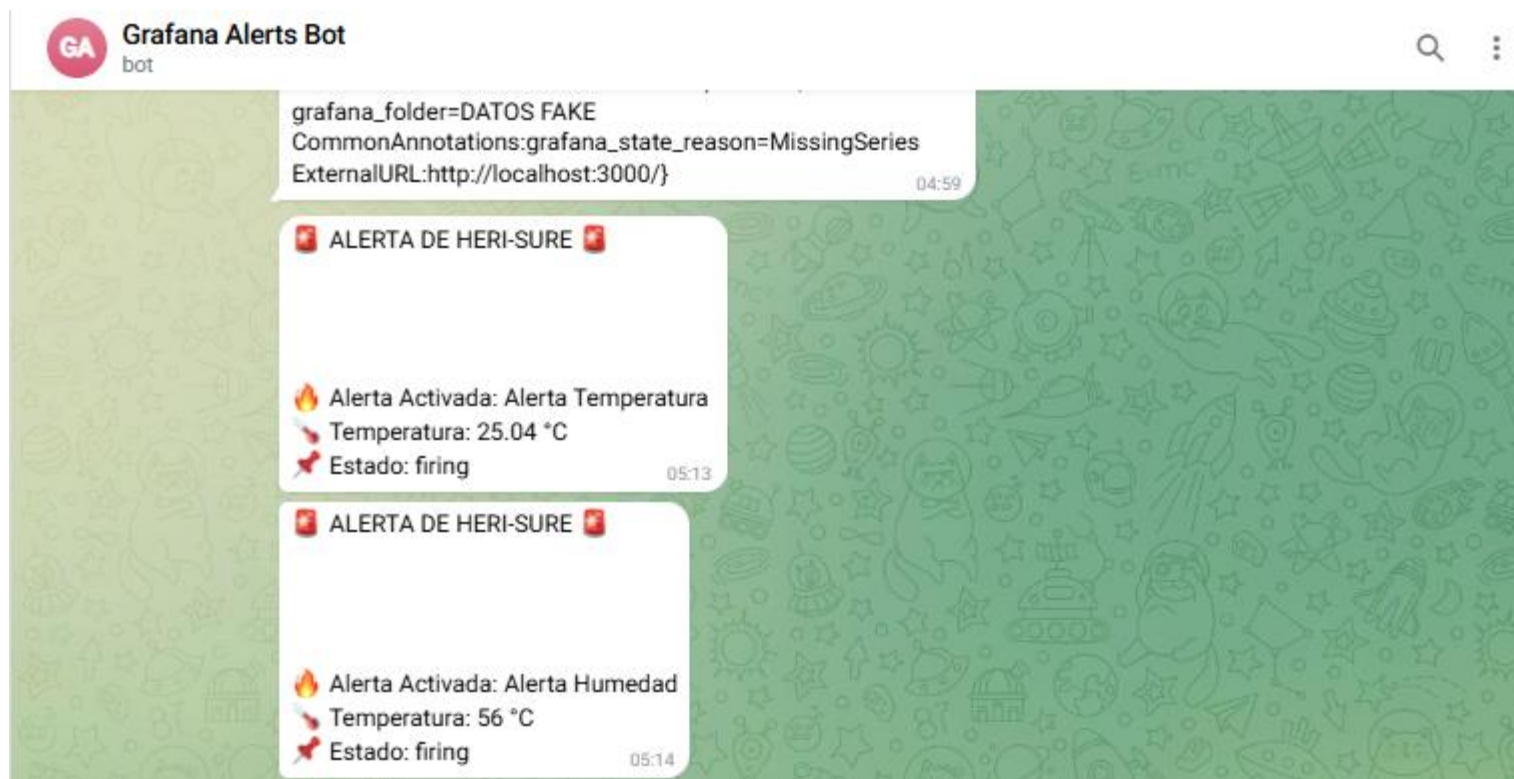 GA
Grafana Alerts Bot
bot
grafana_folder=DATOS FAKE
CommonAnnotations:grafana_state_reason=MissingSeries
ExternalURL:http://localhost:3000/}
04:59
🚨 ALERTA DE HERI-SURE 🚨
🔥 Alerta Activada: Alerta Temperatura
🌡️ Temperatura: 25.04 °C
📌 Estado: firing
05:13
🚨 ALERTA DE HERI-SURE 🚨
🔥 Alerta Activada: Alerta Humedad
🌡️ Temperatura: 56 °C
📌 Estado: firing
05:14